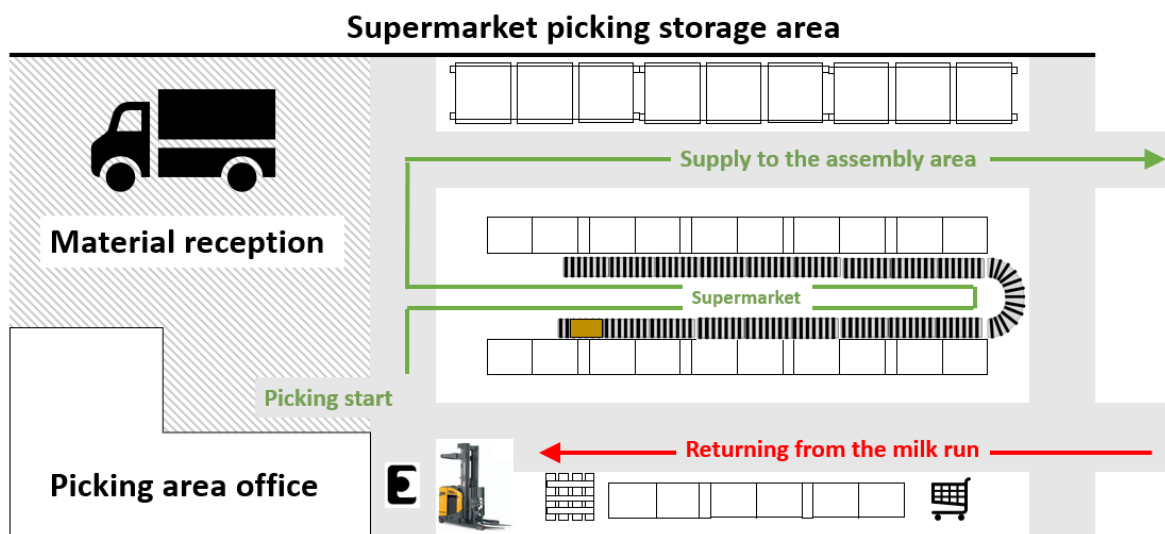 Supermarket picking storage area
Supply to the assembly area
Material reception
Supermarket
Picking start
Returning from the milk run
Picking area office